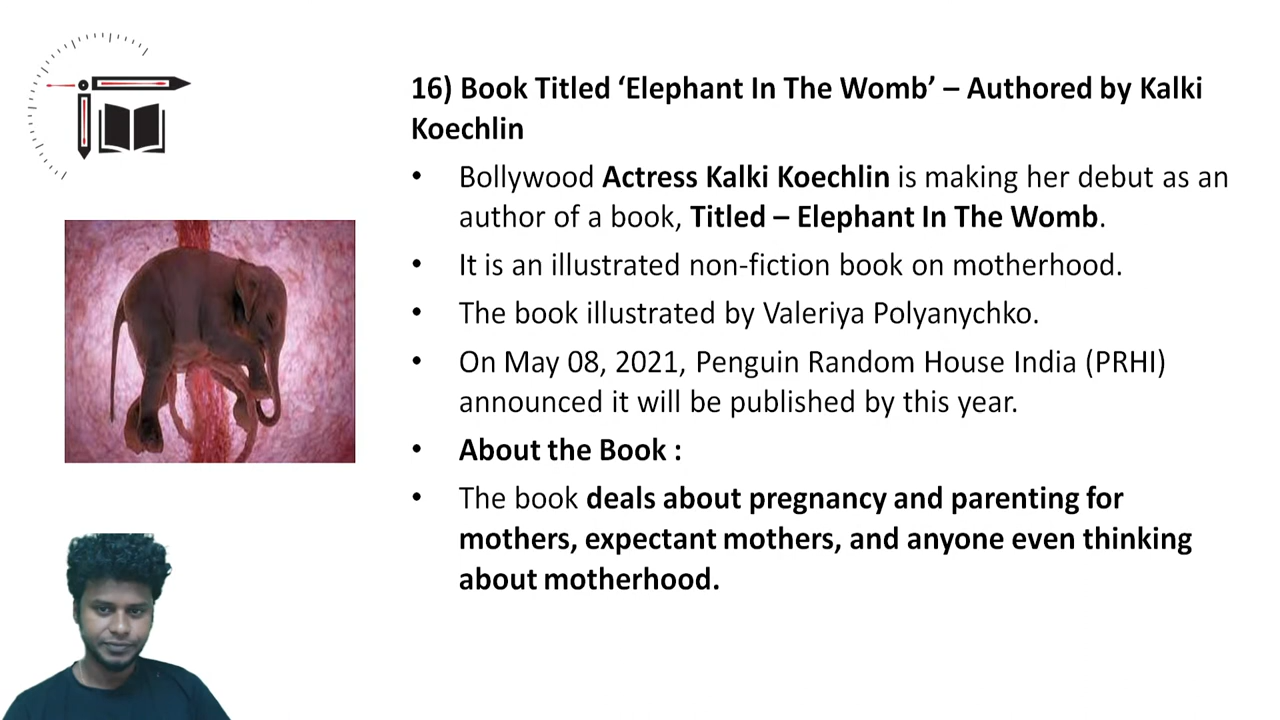 16) Book Titled ‘Elephant In The Womb’ – Authored by Kalki
Koechlin
• Bollywood Actress Kalki Koechlin is making her debut as an
author of a book, Titled – Elephant In The Womb.
• It is an illustrated non-fiction book on motherhood.
• The book illustrated by Valeriya Polyanychko.
• On May 08, 2021, Penguin Random House India (PRHI)
announced it will be published by this year.
• About the Book :
• The book deals about pregnancy and parenting for
mothers, expectant mothers, and anyone even thinking
about motherhood.